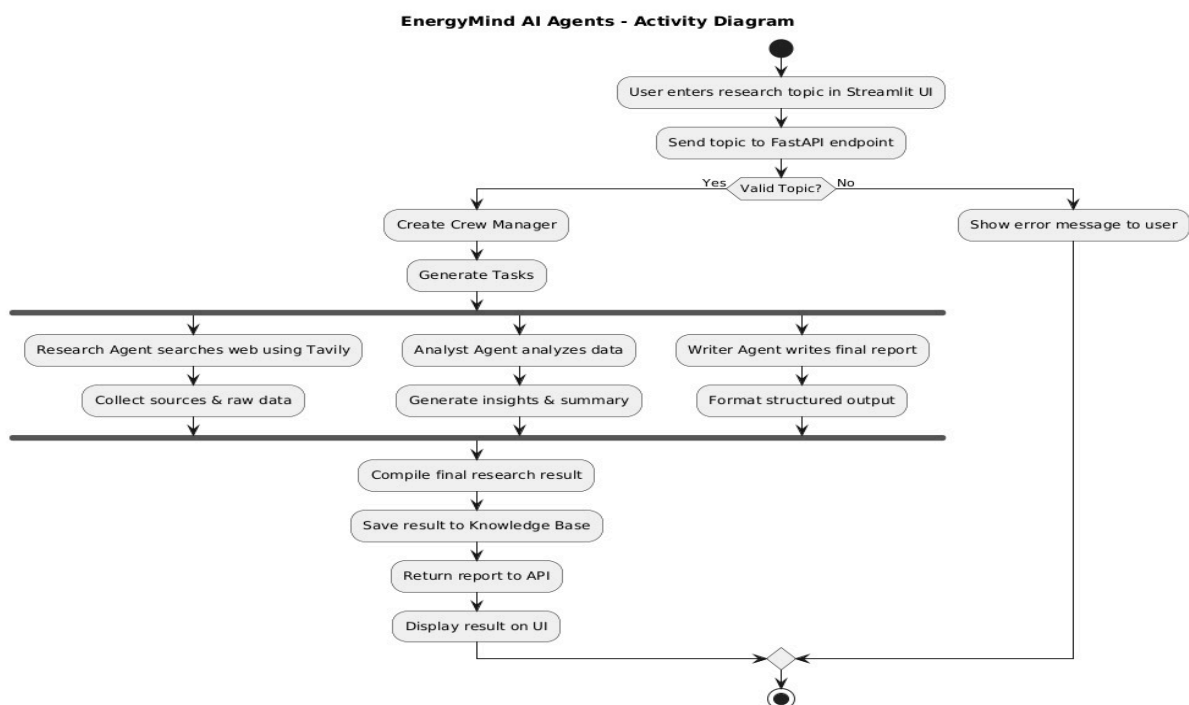 EnergyMind AI Agents - Activity Diagram
User enters research topic in Streamlit UI
Send topic to FastAPI endpoint
Yes
Valid Topic?
No
Create Crew Manager
Show error message to user
Generate Tasks
Research Agent searches web using Tavily
Analyst Agent analyzes data
Writer Agent writes final report
Collect sources & raw data
Generate insights & summary
Format structured output
Compile final research result
Save result to Knowledge Base
Return report to API
Display result on UI